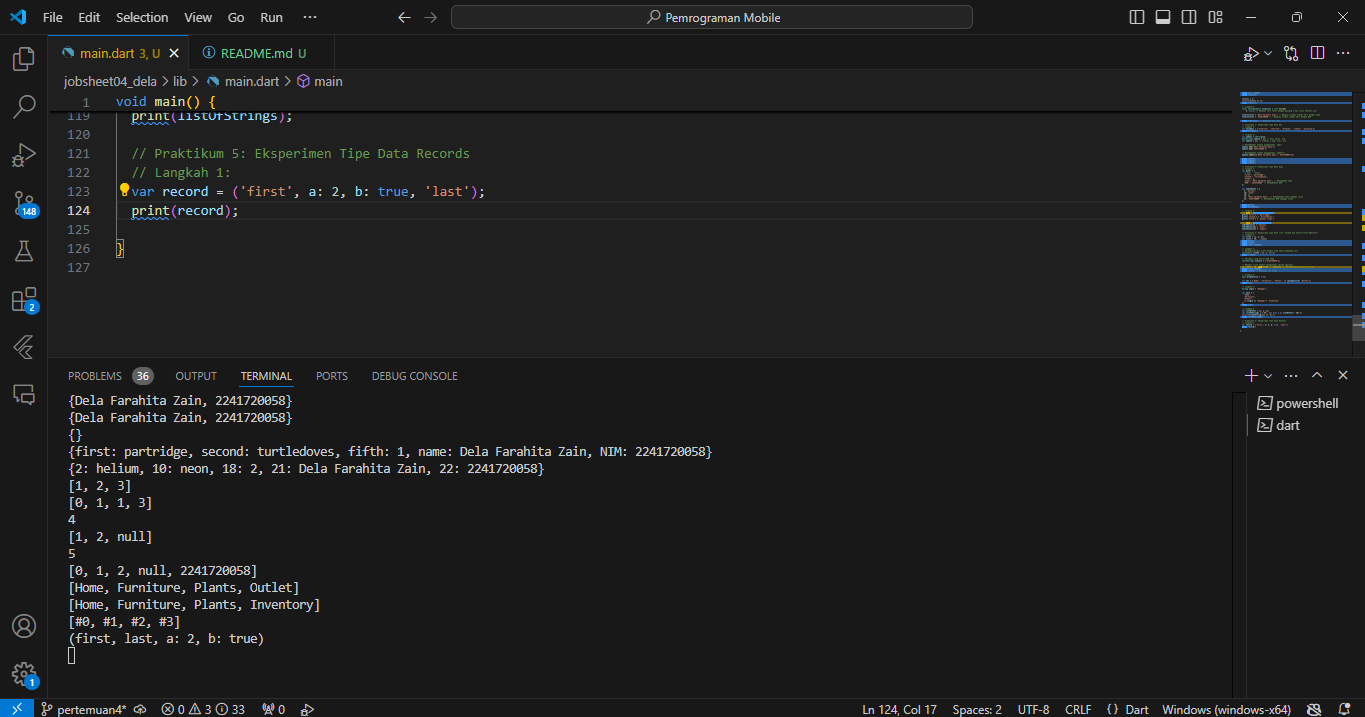 File Edit Selection View Go Run ··· Pemrograman Mobile
main.dart 3, U README.md U
jobsheet04_dela > lib > main.dart > main
1 void main() {
119 print(listOfStrings);
120
121 // Praktikum 5: Eksperimen Tipe Data Records
122 // Langkah 1:
123 var record = ('first', a: 2, b: true, 'last');
124 print(record);
125
126 }
127
148
2
PROBLEMS 36 OUTPUT TERMINAL PORTS DEBUG CONSOLE
{Dela Farahita Zain, 2241720058}
{Dela Farahita Zain, 2241720058}
{}
{first: partridge, second: turtledoves, fifth: 1, name: Dela Farahita Zain, NIM: 2241720058}
{2: helium, 10: neon, 18: 2, 21: Dela Farahita Zain, 22: 2241720058}
[1, 2, 3]
[0, 1, 1, 3]
4
[1, 2, null]
5
[0, 1, 2, null, 2241720058]
[Home, Furniture, Plants, Outlet]
[Home, Furniture, Plants, Inventory]
[#0, #1, #2, #3]
(first, last, a: 2, b: true)
powershell
dart
1
pertemuan4* 0 3 33 0 Ln 124, Col 17 Spaces: 2 UTF-8 CRLF {} Dart Windows (windows-x64)